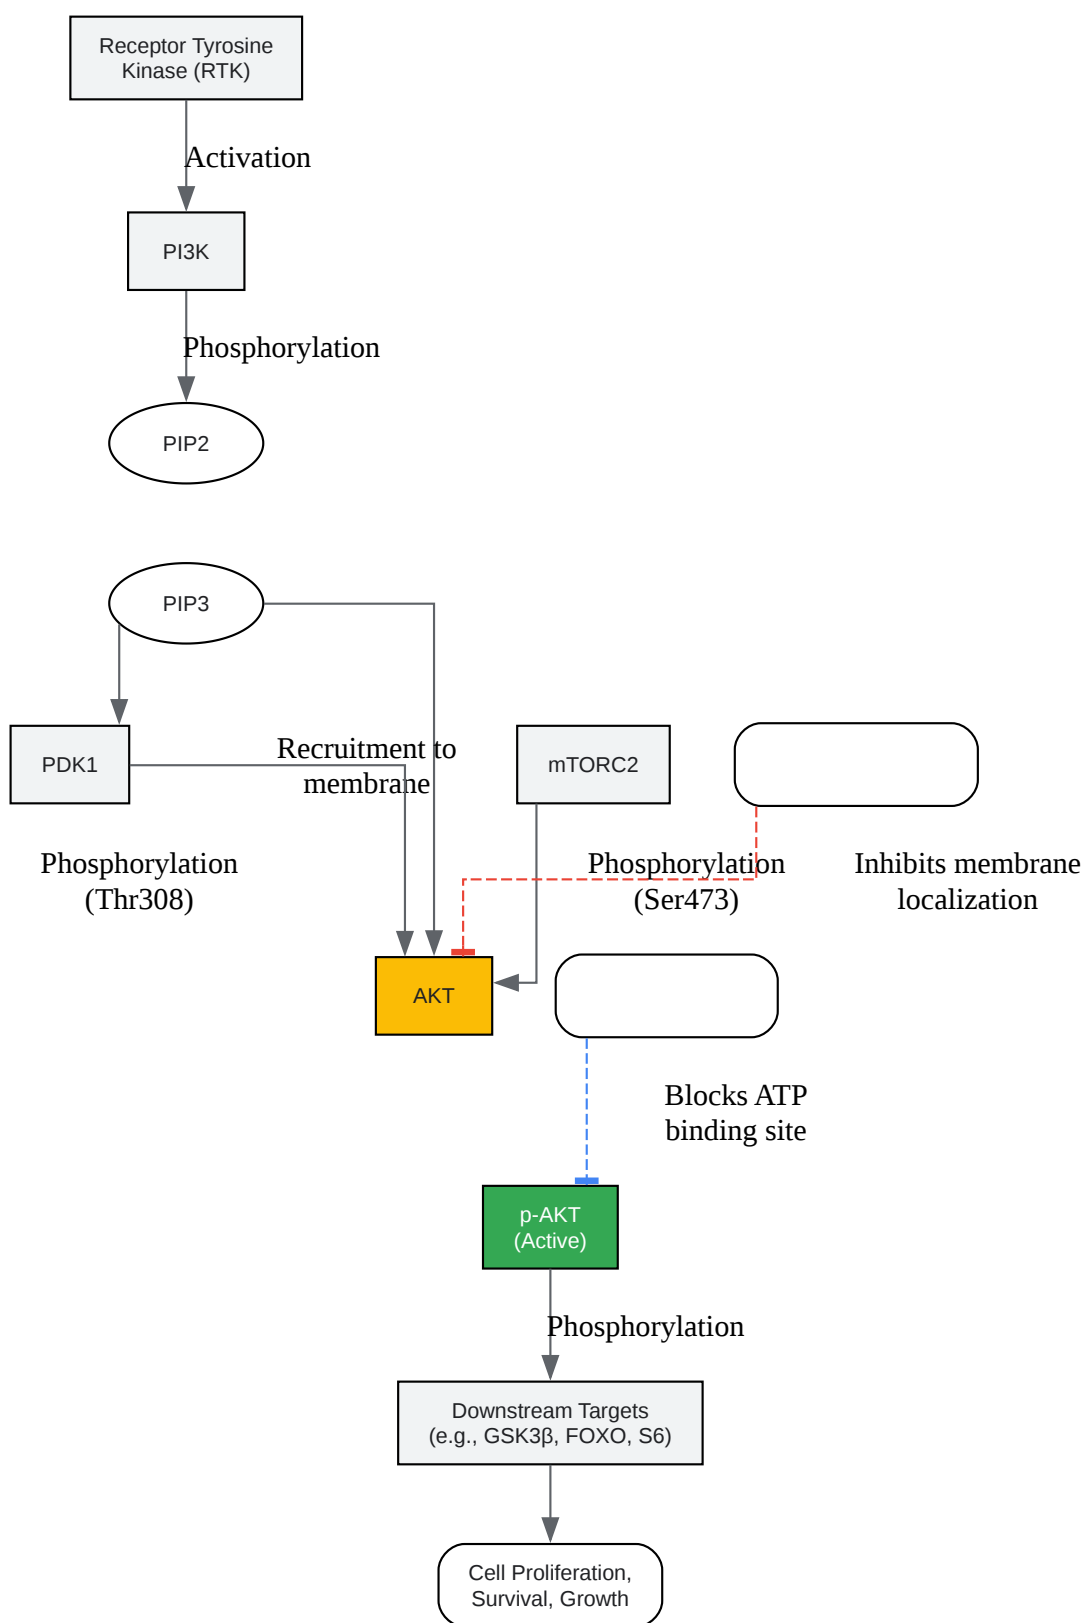 Receptor Tyrosine
Kinase (RTK)
Activation
PI3K
Phosphorylation
PIP2
PIP3
PDK1
Recruitment to
membrane
mTORC2
Phosphorylation
(Thr308)
Phosphorylation
(Ser473)
Inhibits membrane
localization
AKT
Blocks ATP
binding site
p-AKT
(Active)
Phosphorylation
Downstream Targets
(e.g., GSK3β, FOXO, S6)
Cell Proliferation,
Survival, Growth